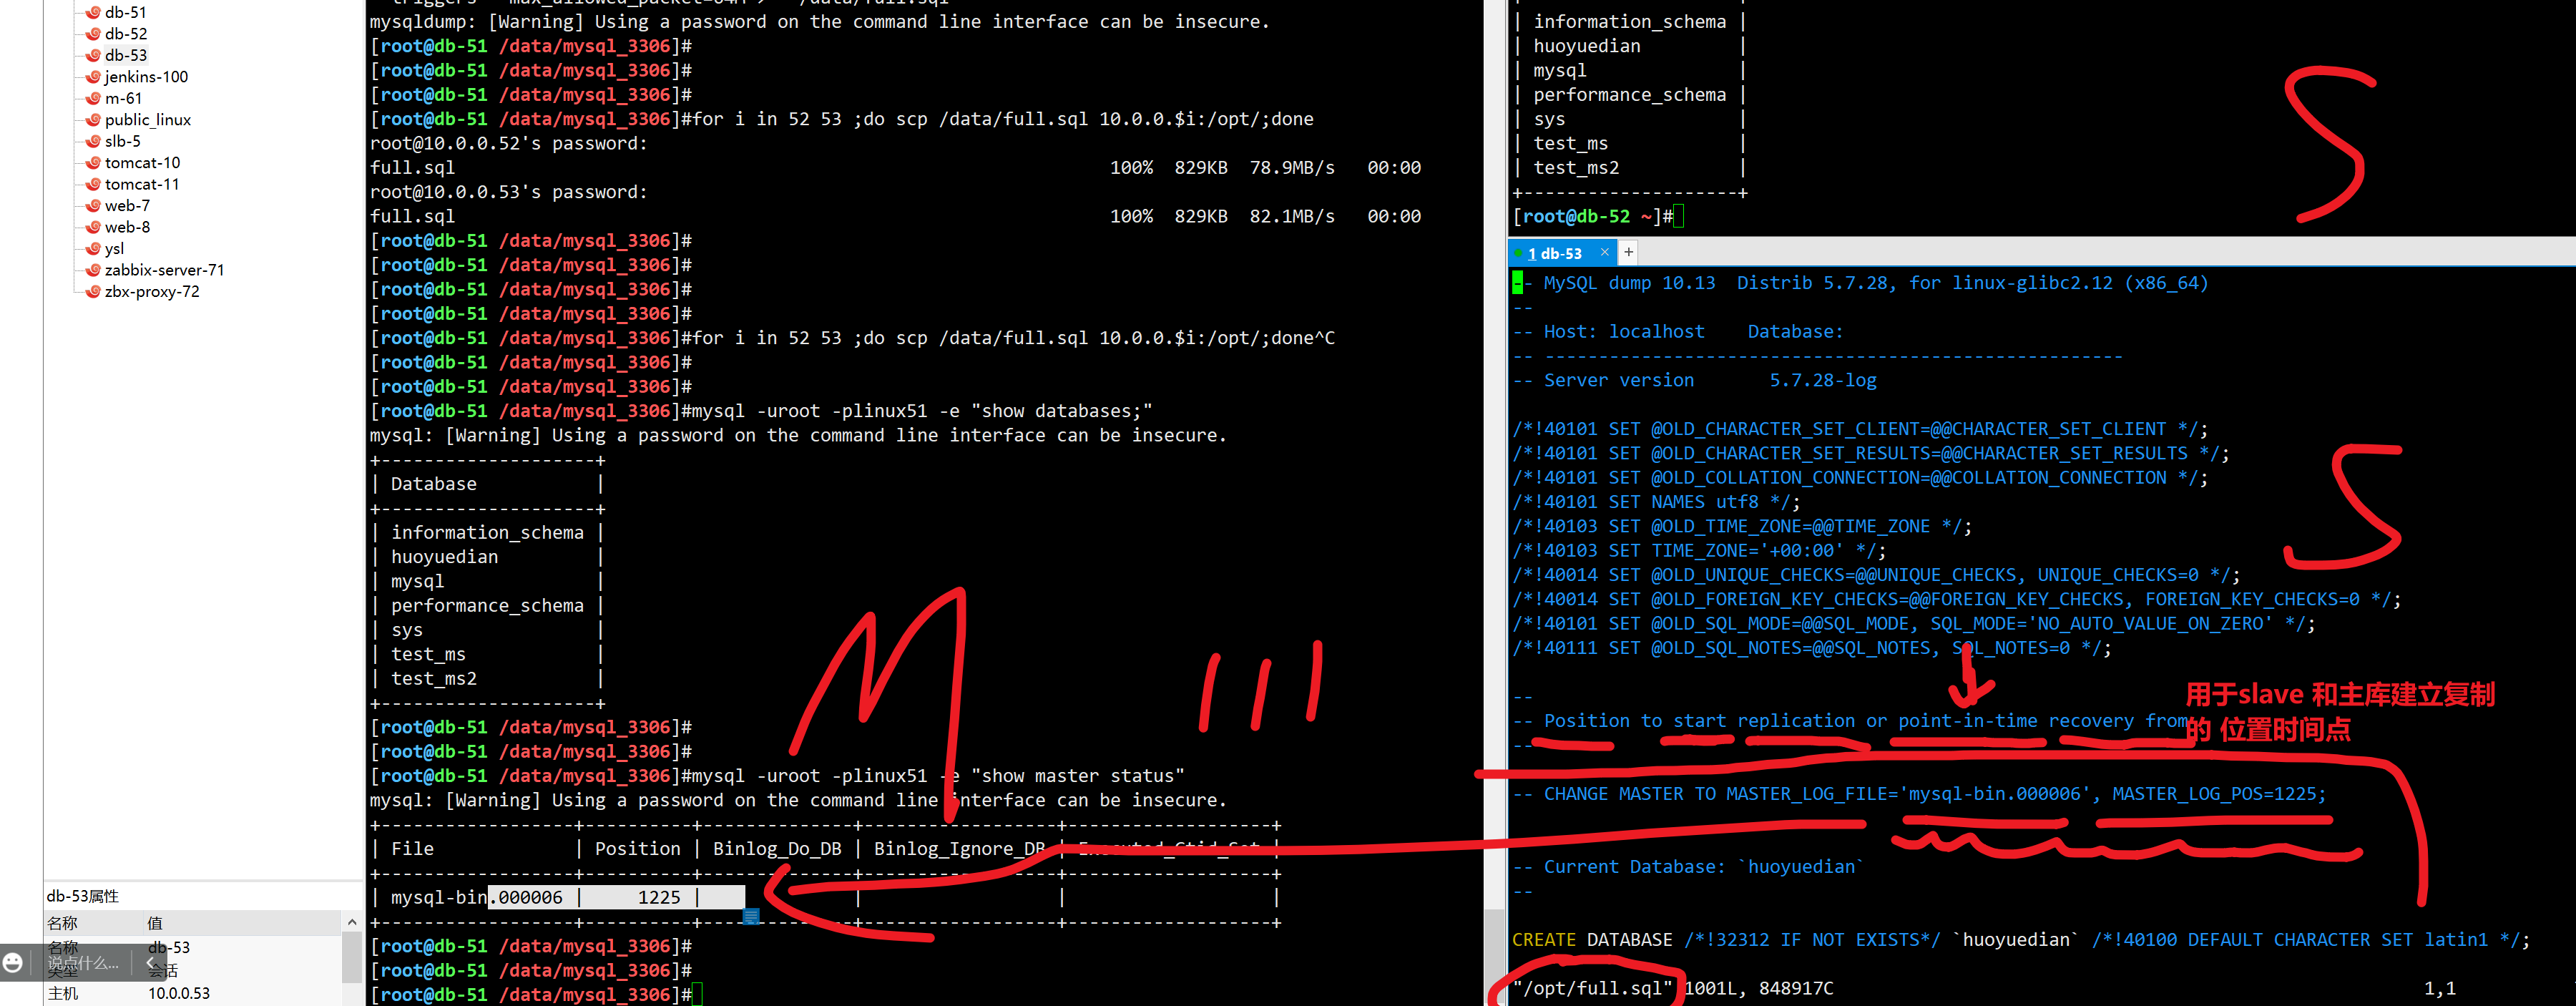 db-51
db-52
db-53
jenkins-100
m-61
public_linux
slb-5
tomcat-10
tomcat-11
web-7
web-8
ysl
zabbix-server-71
zbx-proxy-72
db-53属性
名称 值
名称 db-53
类型 会话
主机 10.0.0.53
说点什么...
mysqldump: [Warning] Using a password on the command line interface can be insecure.
[root@db-51 /data/mysql_3306]#
[root@db-51 /data/mysql_3306]#
[root@db-51 /data/mysql_3306]#
[root@db-51 /data/mysql_3306]#for i in 52 53 ;do scp /data/full.sql 10.0.0.$i:/opt/;done
root@10.0.0.52's password:
full.sql 100% 829KB 78.9MB/s 00:00
root@10.0.0.53's password:
full.sql 100% 829KB 82.1MB/s 00:00
[root@db-51 /data/mysql_3306]#
[root@db-51 /data/mysql_3306]#
[root@db-51 /data/mysql_3306]#
[root@db-51 /data/mysql_3306]#
[root@db-51 /data/mysql_3306]#for i in 52 53 ;do scp /data/full.sql 10.0.0.$i:/opt/;done^C
[root@db-51 /data/mysql_3306]#
[root@db-51 /data/mysql_3306]#
[root@db-51 /data/mysql_3306]#mysql -uroot -plinux51 -e "show databases;"
mysql: [Warning] Using a password on the command line interface can be insecure.
+--------------------+
| Database |
+--------------------+
| information_schema |
| huoyuedian |
| mysql |
| performance_schema |
| sys |
| test_ms |
| test_ms2 |
+--------------------+
[root@db-51 /data/mysql_3306]#
[root@db-51 /data/mysql_3306]#
[root@db-51 /data/mysql_3306]#mysql -uroot -plinux51 -e "show master status"
mysql: [Warning] Using a password on the command line interface can be insecure.
+------------------+----------+--------------+------------------+-------------------+
| File | Position | Binlog_Do_DB | Binlog_Ignore_DB | Executed_Gtid_Set |
+------------------+----------+--------------+------------------+-------------------+
| mysql-bin.000006 | 1225 | | | |
+------------------+----------+--------------+------------------+-------------------+
[root@db-51 /data/mysql_3306]#
[root@db-51 /data/mysql_3306]#
[root@db-51 /data/mysql_3306]#
M
| information_schema |
| huoyuedian |
| mysql |
| performance_schema |
| sys |
| test_ms |
| test_ms2 |
+--------------------+
[root@db-52 ~]#
S
1 db-53 × +
-- MySQL dump 10.13 Distrib 5.7.28, for linux-glibc2.12 (x86_64)
--
-- Host: localhost Database:
-- ------------------------------------------------------
-- Server version 5.7.28-log
/*!40101 SET @OLD_CHARACTER_SET_CLIENT=@@CHARACTER_SET_CLIENT */;
/*!40101 SET @OLD_CHARACTER_SET_RESULTS=@@CHARACTER_SET_RESULTS */;
/*!40101 SET @OLD_COLLATION_CONNECTION=@@COLLATION_CONNECTION */;
/*!40101 SET NAMES utf8 */;
/*!40103 SET @OLD_TIME_ZONE=@@TIME_ZONE */;
/*!40103 SET TIME_ZONE='+00:00' */;
/*!40014 SET @OLD_UNIQUE_CHECKS=@@UNIQUE_CHECKS, UNIQUE_CHECKS=0 */;
/*!40014 SET @OLD_FOREIGN_KEY_CHECKS=@@FOREIGN_KEY_CHECKS, FOREIGN_KEY_CHECKS=0 */;
/*!40101 SET @OLD_SQL_MODE=@@SQL_MODE, SQL_MODE='NO_AUTO_VALUE_ON_ZERO' */;
/*!40111 SET @OLD_SQL_NOTES=@@SQL_NOTES, SQL_NOTES=0 */;
S
--
-- Position to start replication or point-in-time recovery from
--
用于slave 和主库建立复制
的 位置时间点
-- CHANGE MASTER TO MASTER_LOG_FILE='mysql-bin.000006', MASTER_LOG_POS=1225;
-- Current Database: `huoyuedian`
--
CREATE DATABASE /*!32312 IF NOT EXISTS*/ `huoyuedian` /*!40100 DEFAULT CHARACTER SET latin1 */;
"/opt/full.sql" 1001L, 848917C 1,1